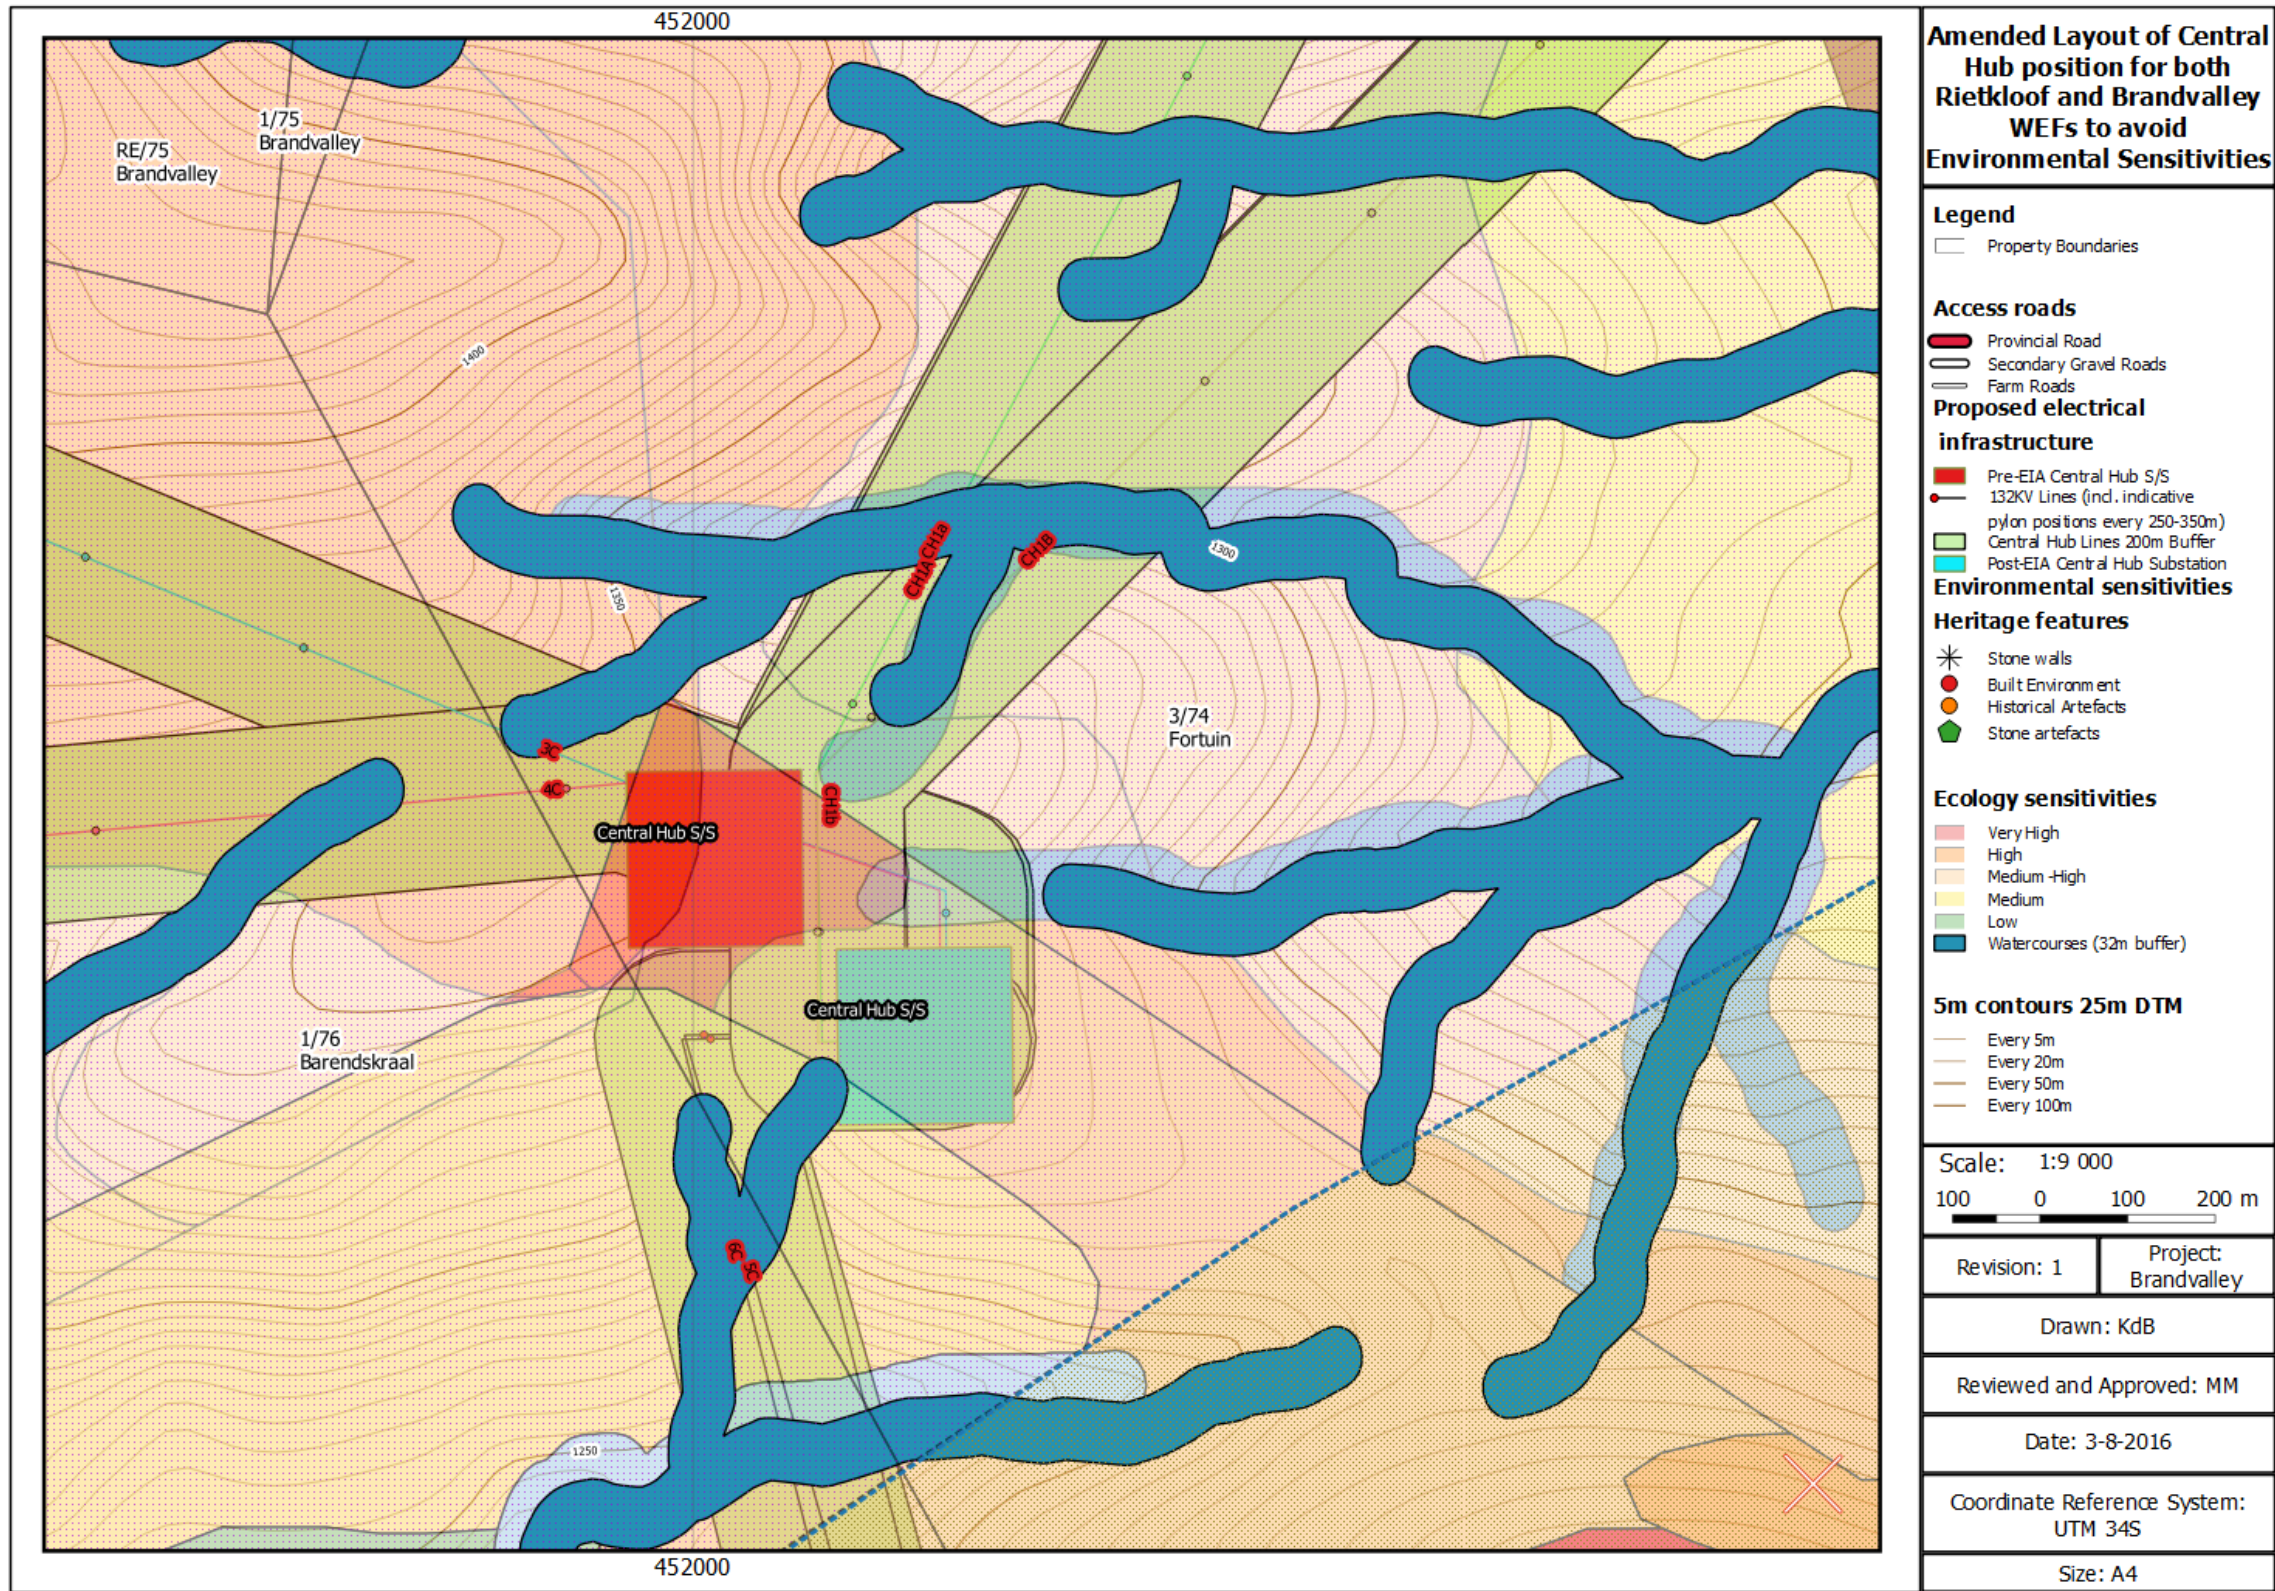 452000
1/75
Brandvalley
RE/75
Brandvalley
1400
CH1a
CH1A
CH1B
1300
1350
3/74
Fortuin
3C
4C
CH1b
Central Hub S/S
Central Hub S/S
1/76
Barendskraal
6C
5C
1250
452000
Amended Layout of Central
Hub position for both
Rietkloof and Brandvalley
WEFs to avoid
Environmental Sensitivities
Legend
Property Boundaries
Access roads
Provincial Road
Secondary Gravel Roads
Farm Roads
Proposed electrical
infrastructure
Pre-EIA Central Hub S/S
132KV Lines (incl. indicative
pylon positions every 250-350m)
Central Hub Lines 200m Buffer
Post-EIA Central Hub Substation
Environmental sensitivities
Heritage features
Stone walls
Built Environment
Historical Artefacts
Stone artefacts
Ecology sensitivities
Very High
High
Medium-High
Medium
Low
Watercourses (32m buffer)
5m contours 25m DTM
Every 5m
Every 20m
Every 50m
Every 100m
Scale: 1:9 000
100 0 100 200 m
Revision: 1
Project:
Brandvalley
Drawn: KdB
Reviewed and Approved: MM
Date: 3-8-2016
Coordinate Reference System:
UTM 34S
Size: A4